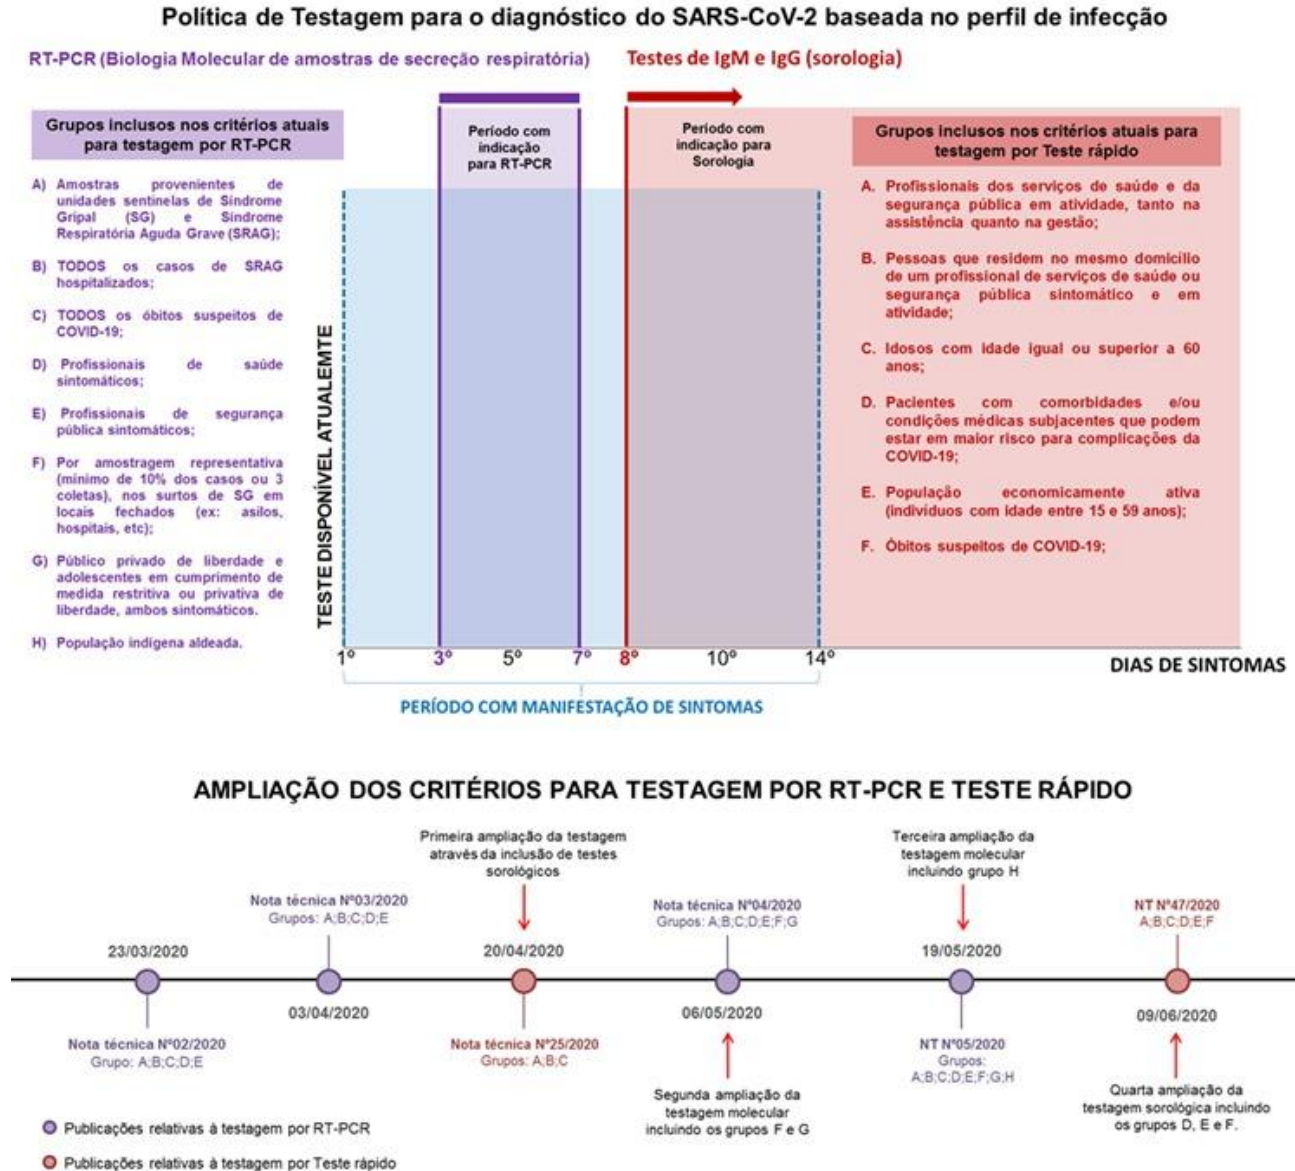 Política de Testagem para o diagnóstico do SARS-CoV-2 baseada no perfil de infecção
RT-PCR (Biologia Molecular de amostras de secreção respiratória)
Testes de IgM e IgG (sorologia)
Grupos inclusos nos critérios atuais
para testagem por RT-PCR
A) Amostras provenientes de
unidades sentinelas de Síndrome
Gripal (SG) e Síndrome
Respiratória Aguda Grave (SRAG);
B) TODOS os casos de SRAG
hospitalizados;
C) TODOS os óbitos suspeitos de
COVID-19;
D) Profissionais de saúde
sintomáticos;
E) Profissionais de segurança
pública sintomáticos;
F) Por amostragem representativa
(mínimo de 10% dos casos ou 3
coletas), nos surtos de SG em
locais fechados (ex: asilos,
hospitais, etc);
G) Público privado de liberdade e
adolescentes em cumprimento de
medida restritiva ou privativa de
liberdade, ambos sintomáticos.
H) População indígena aldeada.
TESTE DISPONÍVEL ATUALEMTE
Período com
indicação
para RT-PCR
Período com
indicação para
Sorologia
Grupos inclusos nos critérios atuais para
testagem por Teste rápido
A. Profissionais dos serviços de saúde e da
segurança pública em atividade, tanto na
assistência quanto na gestão;
B. Pessoas que residem no mesmo domicílio
de um profissional de serviços de saúde ou
segurança pública sintomático e em
atividade;
C. Idosos com idade igual ou superior a 60
anos;
D. Pacientes com comorbidades e/ou
condições médicas subjacentes que podem
estar em maior risco para complicações da
COVID-19;
E. População economicamente ativa
(indivíduos com idade entre 15 e 59 anos);
F. Óbitos suspeitos de COVID-19;
1º 3º 5º 7º 8º 10º 14º
DIAS DE SINTOMAS
PERÍODO COM MANIFESTAÇÃO DE SINTOMAS
AMPLIAÇÃO DOS CRITÉRIOS PARA TESTAGEM POR RT-PCR E TESTE RÁPIDO
23/03/2020
Nota técnica Nº02/2020
Grupo: A;B;C;D;E
Nota técnica Nº03/2020
Grupos: A;B;C;D;E
03/04/2020
Primeira ampliação da testagem
através da inclusão de testes
sorológicos
20/04/2020
Nota técnica Nº25/2020
Grupos: A;B;C
Nota técnica Nº04/2020
Grupos: A;B;C;D;E;F;G
06/05/2020
Segunda ampliação da
testagem molecular
incluindo os grupos F e G
Terceira ampliação da
testagem molecular
incluindo grupo H
19/05/2020
NT Nº05/2020
Grupos:
A;B;C;D;E;F;G;H
NT Nº47/2020
A;B;C;D;E;F
09/06/2020
Quarta ampliação da
testagem sorológica incluindo
os grupos D, E e F.
Publicações relativas à testagem por RT-PCR
Publicações relativas à testagem por Teste rápido